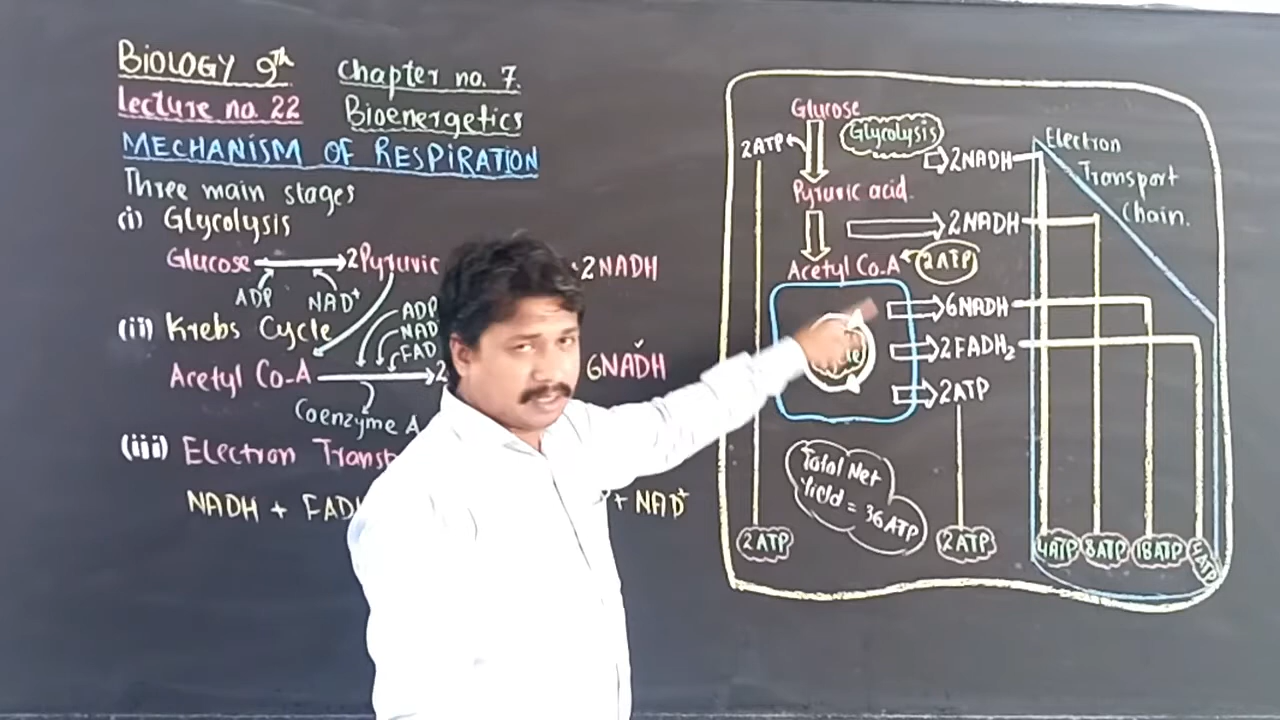 BIOLOGY 9th chapter no. 7
lecture no. 22 Bioenergetics
MECHANISM OF RESPIRATION
Three main stages
(i) Glycolysis
Glucose 2Pyruvic 2NADH
ADP NAD+
(ii) Krebs Cycle
ADP
NAD
FAD
Acetyl Co-A 2 6NADH
Coenzyme A
(iii) Electron Transp
NADH + FADH P + NAD+
Glucose
2ATP
Glycolysis
2NADH
Pyruvic acid.
2NADH
Acetyl Co-A
2ATP
6NADH
2FADH2
2ATP
Electron
Transport
Chain.
Total Net
Yield = 36ATP
2ATP 2ATP 4ATP 8ATP 18ATP 4ATP